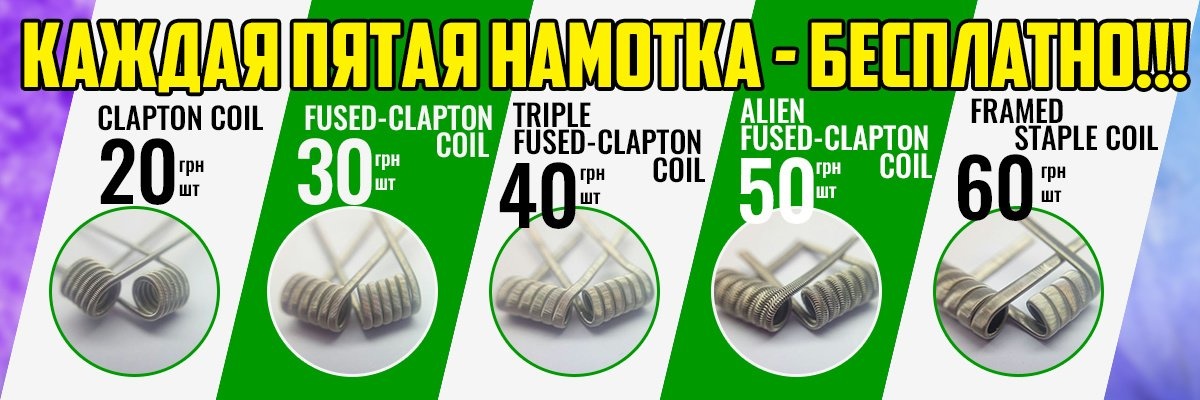 КАЖДАЯ ПЯТАЯ НАМОТКА - БЕСПЛАТНО!!!
CLAPTON COIL
20 грн
шт
FUSED-CLAPTON
COIL
30 грн
шт
TRIPLE
FUSED-CLAPTON
COIL
40 грн
шт
ALIEN
FUSED-CLAPTON
COIL
50 грн
шт
FRAMED
STAPLE COIL
60 грн
шт